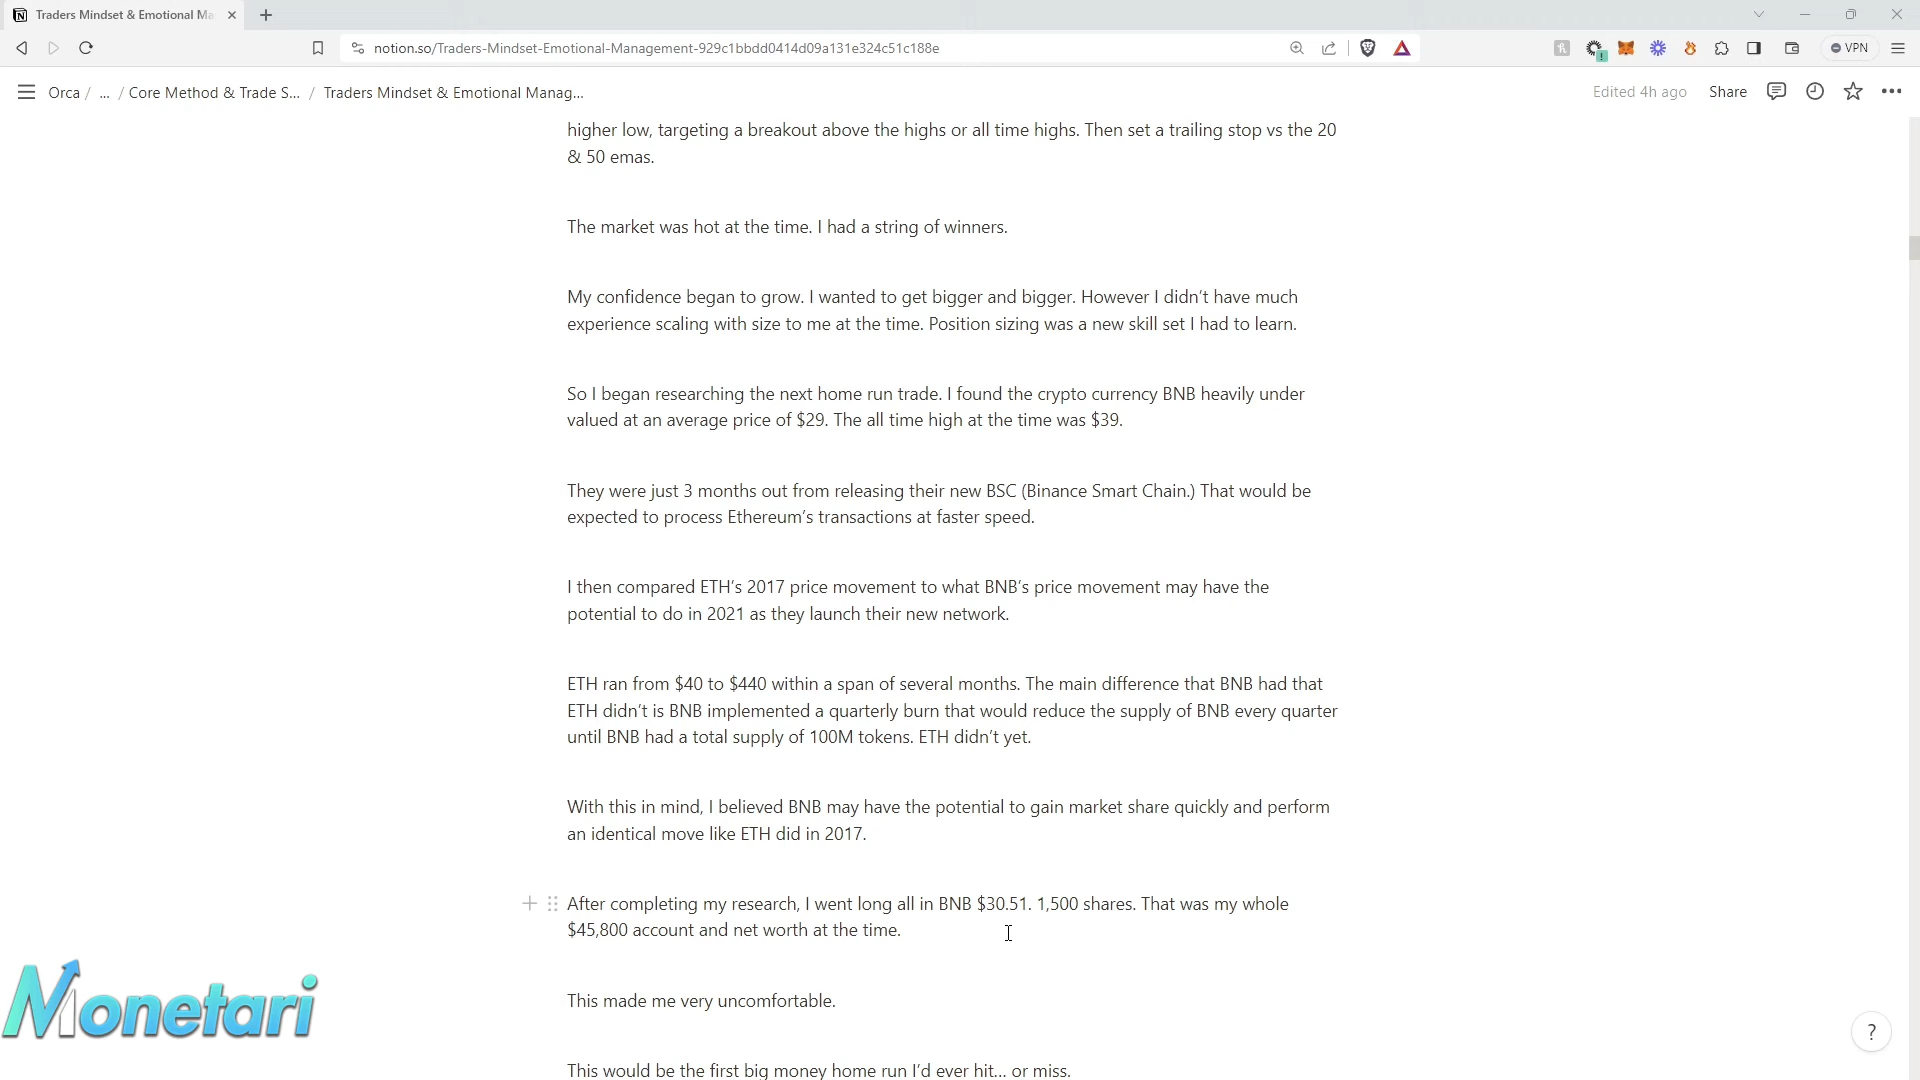 Traders Mindset & Emotional Ma
notion.so/Traders-Mindset-Emotional-Management-929c1bbdd0414d09a131e324c51c188e
VPN
Orca / ... / Core Method & Trade S... / Traders Mindset & Emotional Manag...
Edited 4h ago Share
higher low, targeting a breakout above the highs or all time highs. Then set a trailing stop vs the 20
& 50 emas.
The market was hot at the time. I had a string of winners.
My confidence began to grow. I wanted to get bigger and bigger. However I didn't have much
experience scaling with size to me at the time. Position sizing was a new skill set I had to learn.
So I began researching the next home run trade. I found the crypto currency BNB heavily under
valued at an average price of $29. The all time high at the time was $39.
They were just 3 months out from releasing their new BSC (Binance Smart Chain.) That would be
expected to process Ethereum's transactions at faster speed.
I then compared ETH's 2017 price movement to what BNB's price movement may have the
potential to do in 2021 as they launch their new network.
ETH ran from $40 to $440 within a span of several months. The main difference that BNB had that
ETH didn't is BNB implemented a quarterly burn that would reduce the supply of BNB every quarter
until BNB had a total supply of 100M tokens. ETH didn't yet.
With this in mind, I believed BNB may have the potential to gain market share quickly and perform
an identical move like ETH did in 2017.
After completing my research, I went long all in BNB $30.51. 1,500 shares. That was my whole
$45,800 account and net worth at the time.
This made me very uncomfortable.
This would be the first big money home run I'd ever hit... or miss.
Monetari
?